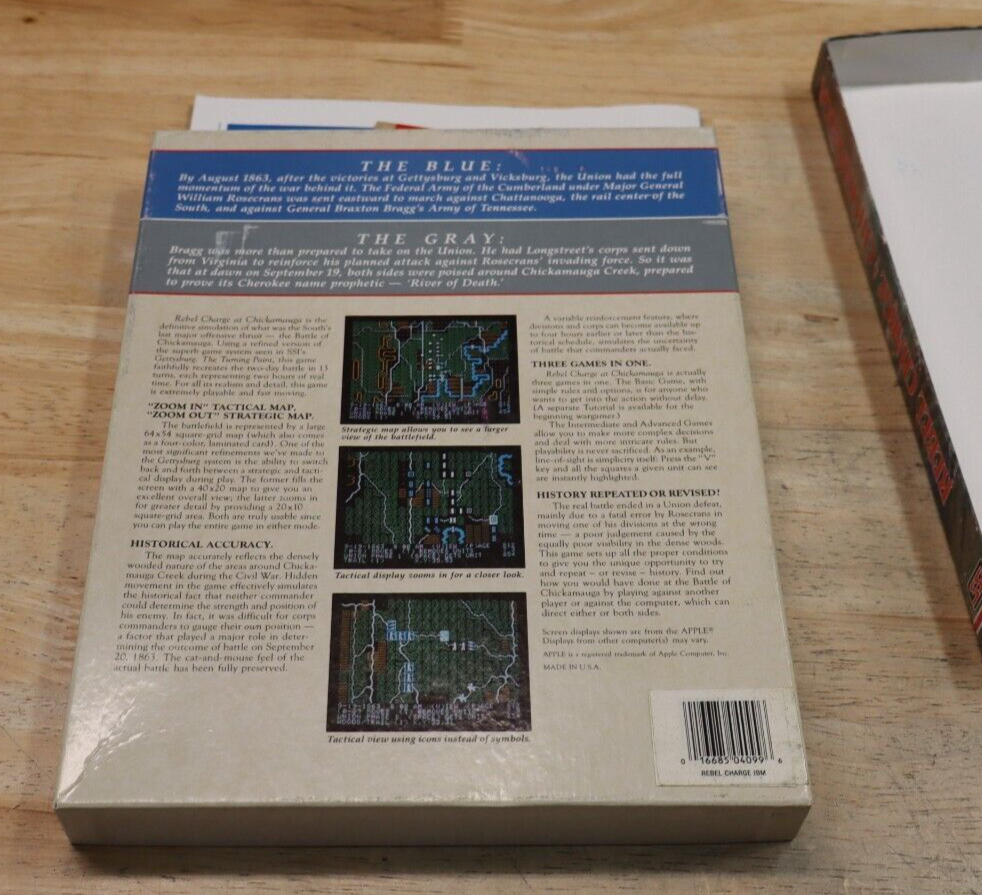 THE BLUE:
By August 1863, after the victories at Gettysburg and Vicksburg, the Union had the full
momentum of the war behind it. The Federal Army of the Cumberland under Major General
William Rosecrans was sent eastward to march against Chattanooga, the rail center of the
South, and against General Braxton Bragg's Army of Tennessee.
THE GRAY:
Bragg was more than prepared to take on the Union. He had Longstreet's corps sent down
from Virginia to reinforce his planned attack against Rosecrans' invading force. So it was
that at dawn on September 19, both sides were poised around Chickamauga Creek, prepared
to prove its Cherokee name prophetic — 'River of Death.'
Rebel Charge at Chickamauga is the
definitive simulation of what was the South's
last major offensive thrust — the Battle of
Chickamauga. Using a refined version of
the superb game system seen in SSI's
Gettysburg: The Turning Point, this game
faithfully recreates the two-day battle in 13
turns, each representing two hours of real
time. For all its realism and detail, this game
is extremely playable and fast moving.
"ZOOM IN" TACTICAL MAP,
"ZOOM OUT" STRATEGIC MAP.
The battlefield is represented by a large
64x54 square-grid map (which also comes
as a four-color, laminated card). One of the
most significant refinements we've made to
the Gettysburg system is the ability to switch
back and forth between a strategic and tacti-
cal display during play. The former fills the
screen with a 40x20 map to give you an
excellent overall view; the latter zooms in
for greater detail by providing a 20x10
square-grid area. Both are truly usable since
you can play the entire game in either mode.
HISTORICAL ACCURACY.
The map accurately reflects the densely
wooded nature of the areas around Chicka-
mauga Creek during the Civil War. Hidden
movement in the game effectively simulates
the historical fact that neither commander
could determine the strength and position of
his enemy. In fact, it was difficult for corps
commanders to gauge their own position —
a factor that played a major role in deter-
mining the outcome of battle on September
20, 1863. The cat-and-mouse feel of the
actual battle has been fully preserved.
Strategic map allows you to see a larger
view of the battlefield.
Tactical display zooms in for a closer look.
Tactical view using icons instead of symbols.
A variable reinforcement feature, where
divisions and corps can become available up
to four hours earlier or later than the his-
torical schedule, simulates the uncertainty
of battle that commanders actually faced.
THREE GAMES IN ONE.
Rebel Charge at Chickamauga is actually
three games in one. The Basic Game, with
simple rules and options, is for anyone who
wants to get into the action without delay.
(A separate Tutorial is available for the
beginning wargamer.)
The Intermediate and Advanced Games
allow you to make more complex decisions
and deal with more intricate rules. But
playability is never sacrificed. As an example,
line-of-sight is simplicity itself: Press the "V"
key and all the squares a given unit can see
are instantly highlighted.
HISTORY REPEATED OR REVISED?
The real battle ended in a Union defeat,
mainly due to a fatal error by Rosecrans in
moving one of his divisions at the wrong
time — a poor judgement caused by the
equally poor visibility in the dense woods.
This game sets up all the proper conditions
to give you the unique opportunity to try
and repeat — or revise — history. Find out
how you would have done at the Battle of
Chickamauga by playing against another
player or against the computer, which can
direct either or both sides.
Screen displays shown are from the APPLE®
Displays from other computer(s) may vary.
APPLE is a registered trademark of Apple Computer, Inc.
MADE IN U.S.A.
0 16685 04099 6
REBEL CHARGE IBM